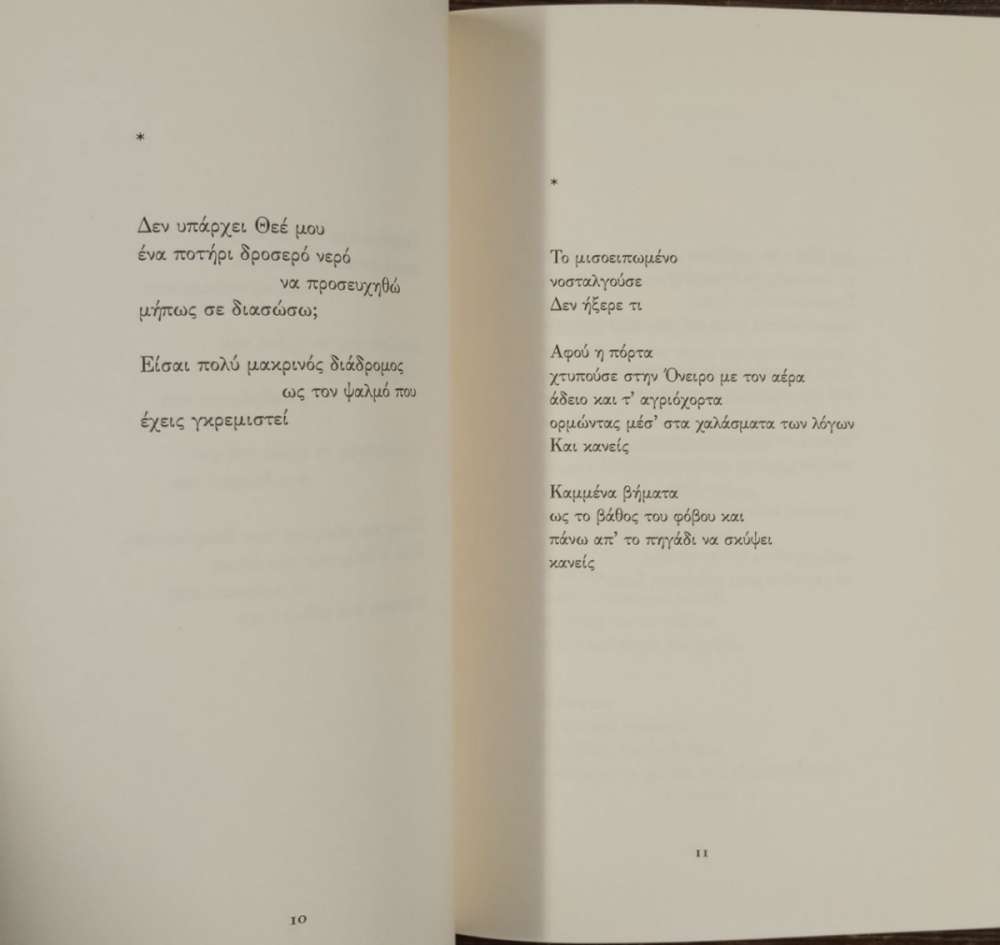 *
Δεν υπάρχει Θεέ μου
ένα ποτήρι δροσερό νερό
να προσευχηθώ
μήπως σε διασώσω;
Είσαι πολύ μακρινός διάδρομος
ως τον ψαλμό που
έχεις γκρεμιστεί
10
*
Το μισοειπωμένο
νοσταλγούσε
Δεν ήξερε τι
Αφού η πόρτα
χτυπούσε στην Όνειρο με τον αέρα
άδειο και τ’ αγριόχορτα
ορμώντας μέσ’ στα χαλάσματα των λόγων
Και κανείς
Καμμένα βήματα
ως το βάθος του φόβου και
πάνω απ’ το πηγάδι να σκύψει
κανείς
11